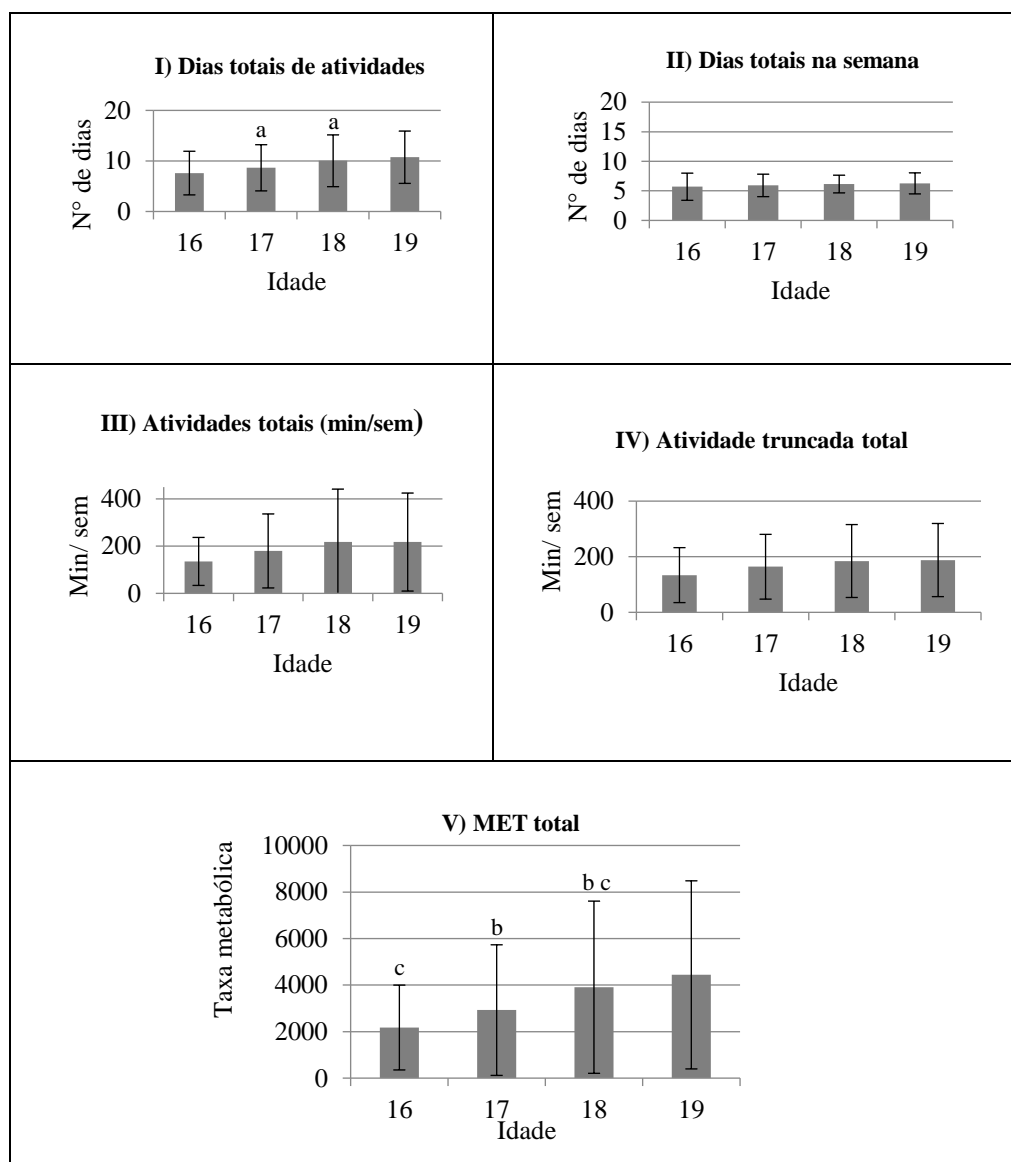 I) Dias totais de atividades
N° de dias
20
10
0
a
a
16 17 18 19
Idade
II) Dias totais na semana
N° de dias
20
15
10
5
0
16 17 18 19
Idade
III) Atividades totais (min/sem)
Min/ sem
400
200
0
16 17 18 19
Idade
IV) Atividade truncada total
Min/ sem
400
200
0
16 17 18 19
Idade
V) MET total
Taxa metabólica
10000
8000
6000
4000
2000
0
c
b
b c
16 17 18 19
Idade